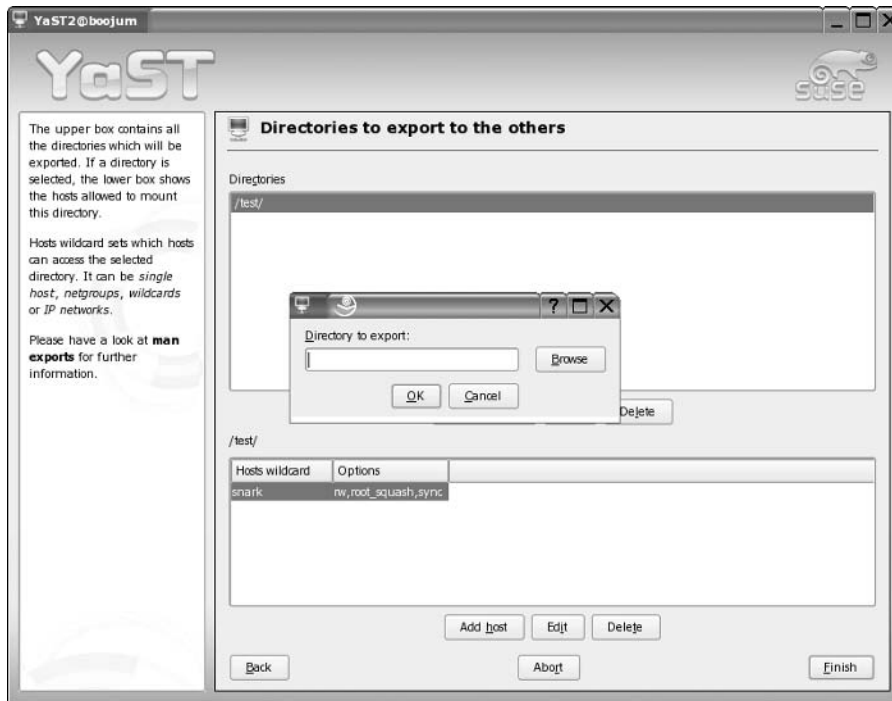 YaST2@boojum
YaST
suse
The upper box contains all
the directories which will be
exported. If a directory is
selected, the lower box shows
the hosts allowed to mount
this directory.
Hosts wildcard sets which hosts
can access the selected
directory. It can be single
host, netgroups, wildcards
or IP networks.
Please have a look at man
exports for further
information.
Directories to export to the others
Directories
/test/
?
Directory to export:
Browse
OK
Cancel
Delete
/test/
Hosts wildcard
Options
snark
rw,root_squash,sync
Add host
Edit
Delete
Back
Abort
Finish